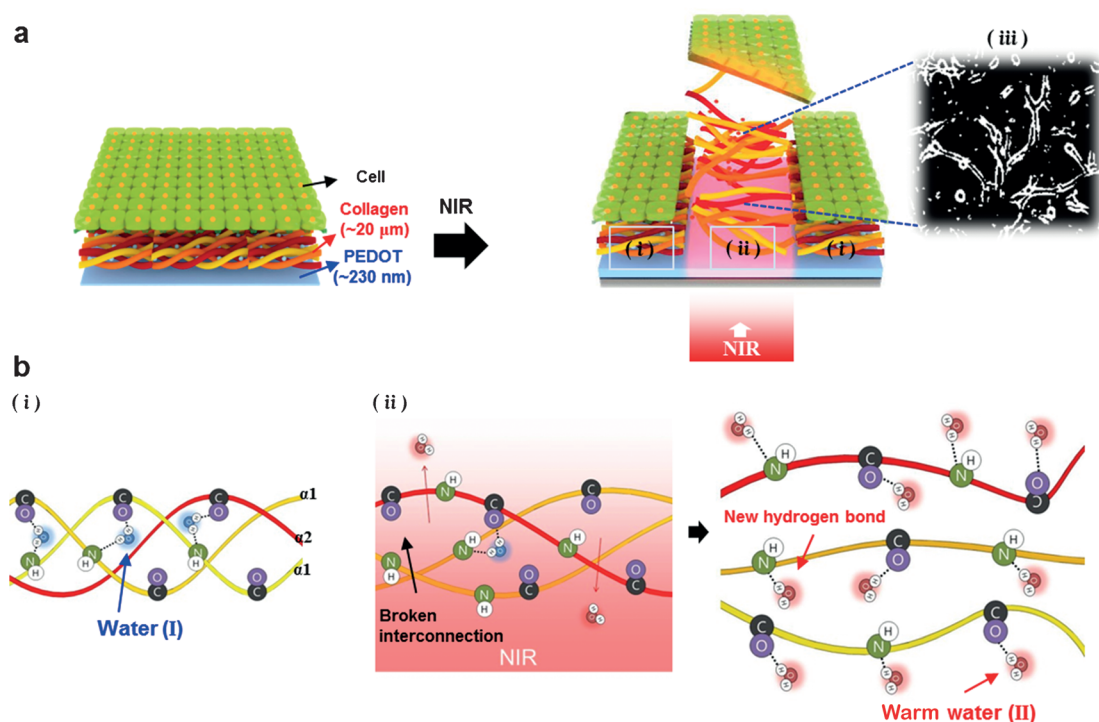 a
Cell
Collagen
(~20 μm)
PEDOT
(~230 nm)
NIR
( i )
( ii )
( i )
( iii )
NIR
b
( i )
C
O
H
H
O
N
H
C
O
H
H
O
N
H
C
O
C
O
H
H
O
N
H
C
O
α1
α2
α1
Water (I)
( ii )
H
H
O
C
O
N
H
C
O
N
H
H
H
O
N
H
C
O
N
H
C
O
H
H
O
Broken
interconnection
NIR
H
H
O
N
H
C
O
H
H
O
N
H
H
O
H
H
O
O
C
New hydrogen bond
N
H
H
H
O
C
O
H
H
O
N
H
H
H
O
C
O
H
H
O
N
H
H
H
O
C
O
H
H
O
Warm water (II)